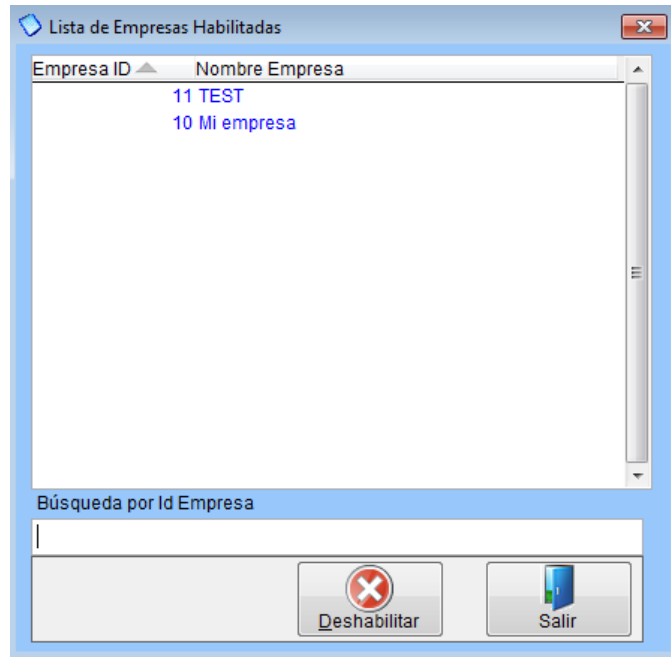 Lista de Empresas Habilitadas
Empresa ID Nombre Empresa
11 TEST
10 Mi empresa
Búsqueda por Id Empresa
Deshabilitar Salir